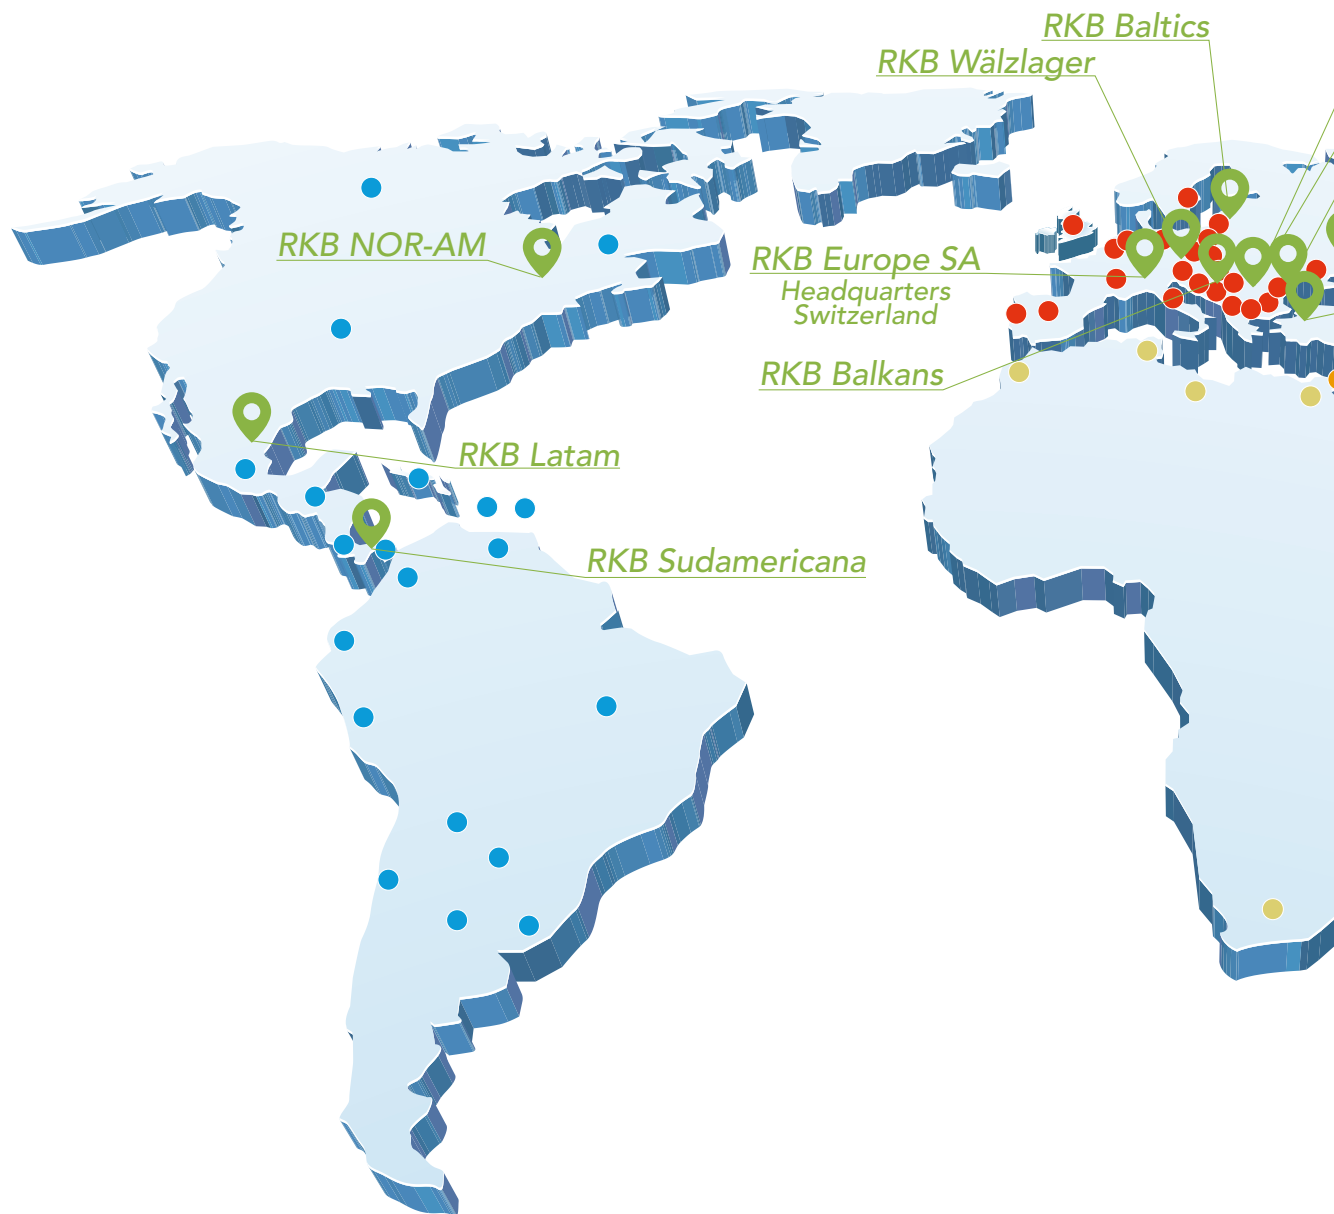 RKB Baltics
RKB Wälzlager
RKB NOR-AM
RKB Europe SA
Headquarters
Switzerland
RKB Balkans
RKB Latam
RKB Sudamericana